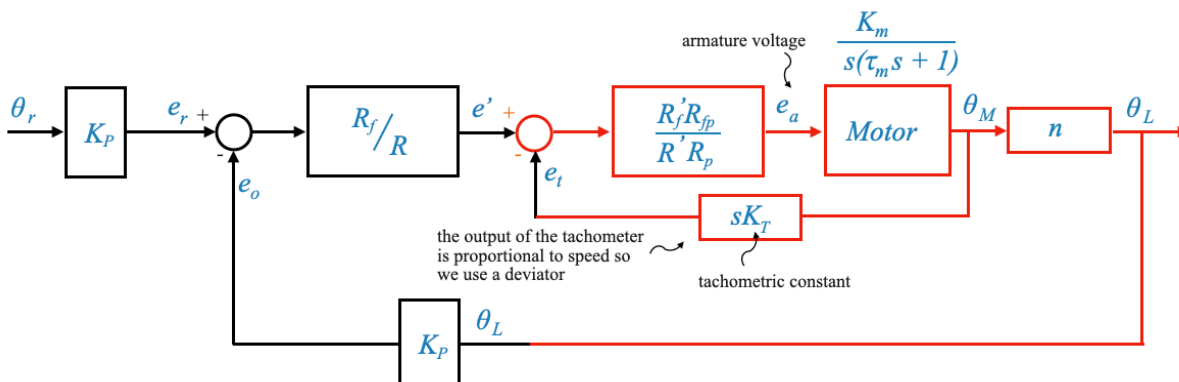 armature voltage
K_m
s(τ_m s + 1)
θ_r
K_P
e_r
+
-
e_o
R_f/R
e'
+
-
e_t
R_f'R_fp
R'R_p
e_a
Motor
θ_M
n
θ_L
sK_T
the output of the tachometer
is proportional to speed so
we use a deviator
tachometric constant
K_P
θ_L